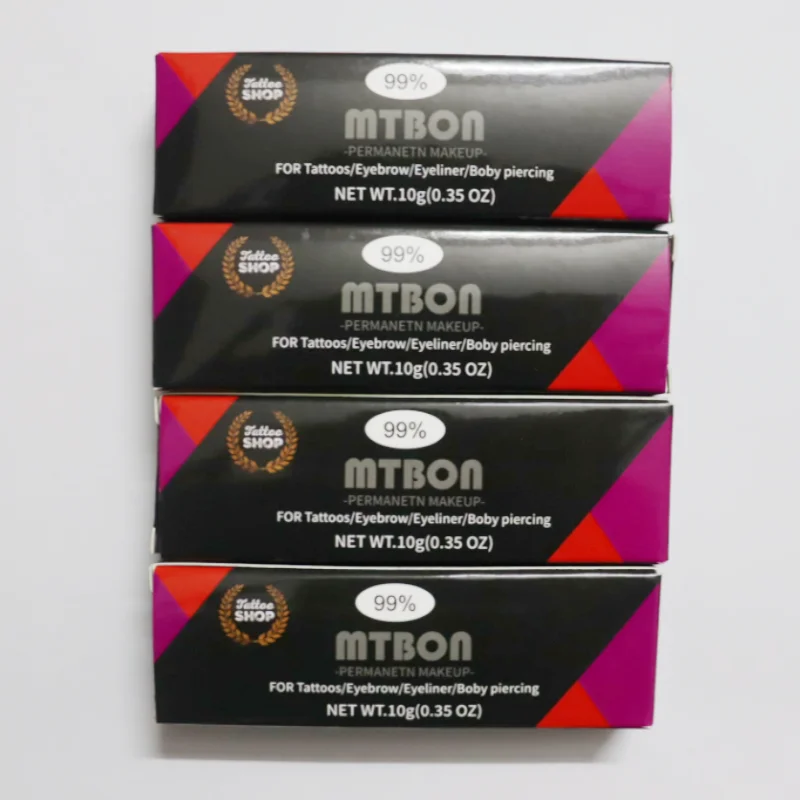 Tattoo
SHOP
99%
MTBON
-PERMANETN MAKEUP-
FOR Tattoos/Eyebrow/Eyeliner/Boby piercing
NET WT.10g(0.35 OZ)
Tattoo
SHOP
99%
MTBON
-PERMANETN MAKEUP-
FOR Tattoos/Eyebrow/Eyeliner/Boby piercing
NET WT.10g(0.35 OZ)
Tattoo
SHOP
99%
MTBON
-PERMANETN MAKEUP-
FOR Tattoos/Eyebrow/Eyeliner/Boby piercing
NET WT.10g(0.35 OZ)
Tattoo
SHOP
99%
MTBON
-PERMANETN MAKEUP-
FOR Tattoos/Eyebrow/Eyeliner/Boby piercing
NET WT.10g(0.35 OZ)